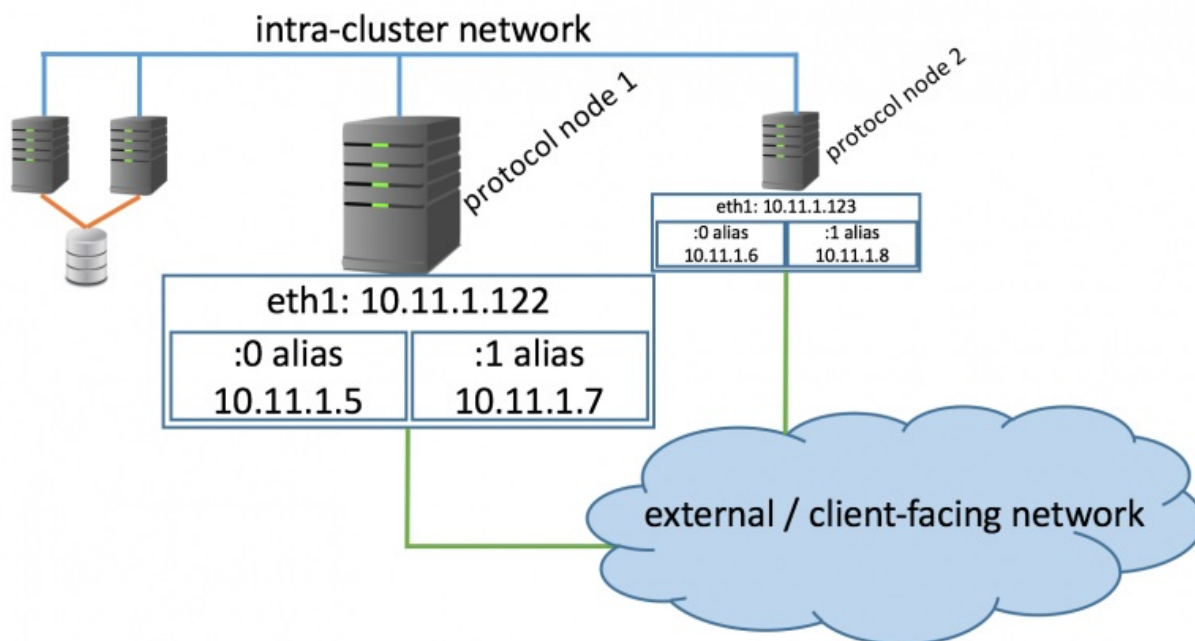 intra-cluster network
protocol node 1
protocol node 2
eth1: 10.11.1.123
:0 alias
10.11.1.6
:1 alias
10.11.1.8
eth1: 10.11.1.122
:0 alias
10.11.1.5
:1 alias
10.11.1.7
external / client-facing network